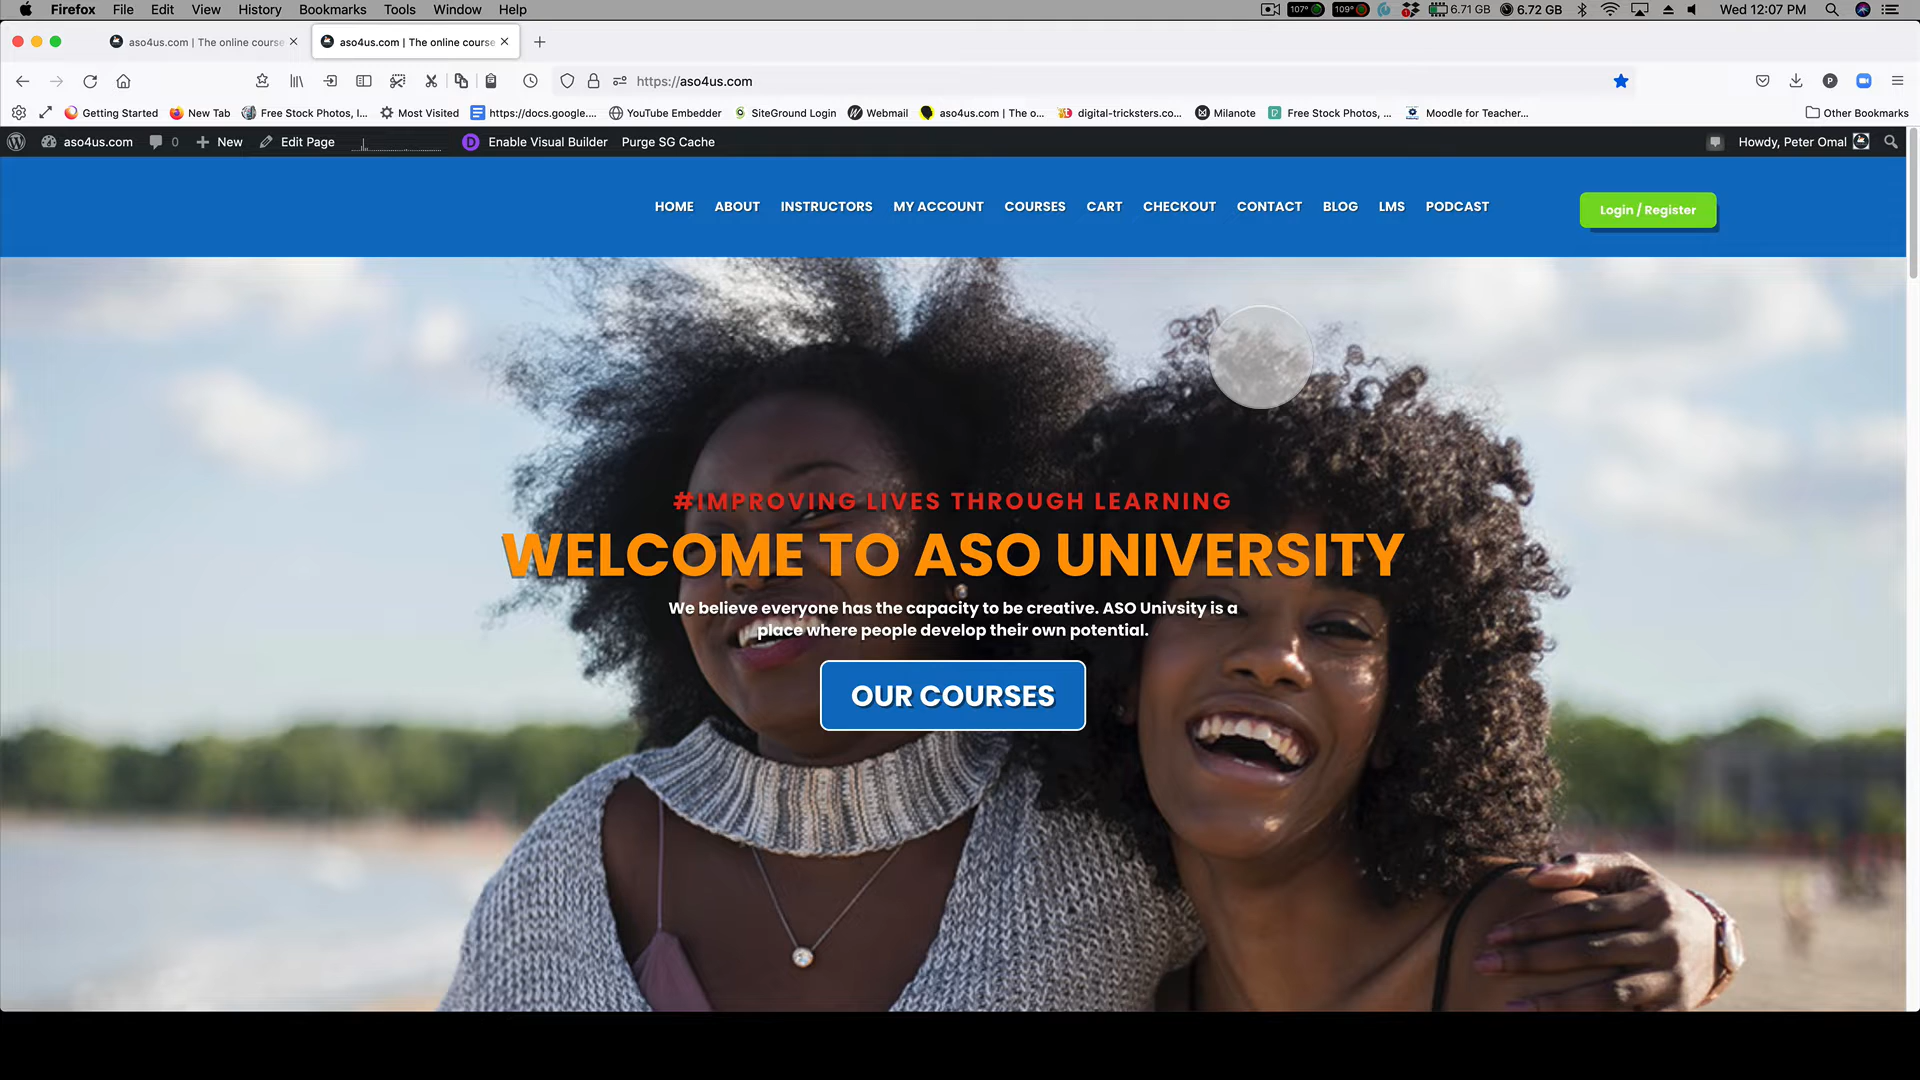 Firefox File Edit View History Bookmarks Tools Window Help 107° 109° 6.71 GB 6.72 GB Wed 12:07 PM
aso4us.com | The online course aso4us.com | The online course
https://aso4us.com
Getting Started New Tab Free Stock Photos, I... Most Visited https://docs.google.... YouTube Embedder SiteGround Login Webmail aso4us.com | The o... digital-tricksters.co... Milanote Free Stock Photos, ... Moodle for Teacher... Other Bookmarks
aso4us.com 0 New Edit Page Enable Visual Builder Purge SG Cache Howdy, Peter Omal
HOME ABOUT INSTRUCTORS MY ACCOUNT COURSES CART CHECKOUT CONTACT BLOG LMS PODCAST Login / Register
#IMPROVING LIVES THROUGH LEARNING
WELCOME TO ASO UNIVERSITY
We believe everyone has the capacity to be creative. ASO Univsity is a
place where people develop their own potential.
OUR COURSES